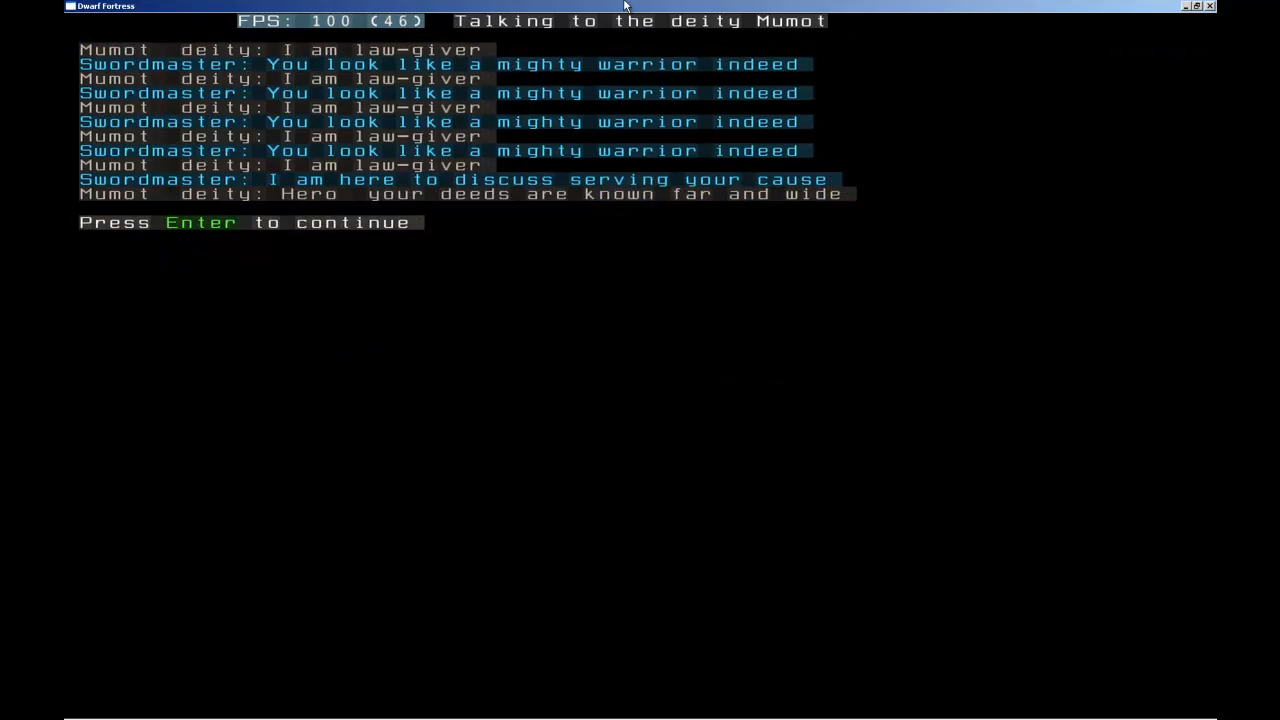 Dwarf Fortress
FPS: 100 (46) Talking to the deity Mumot
Mumot deity: I am law-giver
Swordmaster: You look like a mighty warrior indeed
Mumot deity: I am law-giver
Swordmaster: You look like a mighty warrior indeed
Mumot deity: I am law-giver
Swordmaster: You look like a mighty warrior indeed
Mumot deity: I am law-giver
Swordmaster: You look like a mighty warrior indeed
Mumot deity: I am law-giver
Swordmaster: I am here to discuss serving your cause
Mumot deity: Hero your deeds are known far and wide
Press Enter to continue